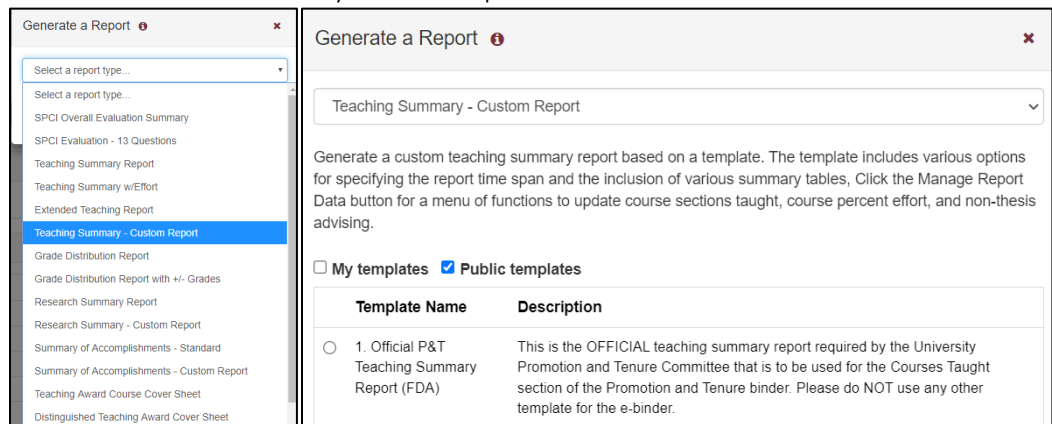 Generate a Report
Select a report type...
Select a report type...
SPCI Overall Evaluation Summary
SPCI Evaluation - 13 Questions
Teaching Summary Report
Teaching Summary w/Effort
Extended Teaching Report
Teaching Summary - Custom Report
Grade Distribution Report
Grade Distribution Report with +/- Grades
Research Summary Report
Research Summary - Custom Report
Summary of Accomplishments - Standard
Summary of Accomplishments - Custom Report
Teaching Award Course Cover Sheet
Distinguished Teaching Award Cover Sheet
Generate a Report
Teaching Summary - Custom Report
Generate a custom teaching summary report based on a template. The template includes various options
for specifying the report time span and the inclusion of various summary tables, Click the Manage Report
Data button for a menu of functions to update course sections taught, course percent effort, and non-thesis
advising.
My templates Public templates
Template Name Description
1. Official P&T
Teaching Summary
Report (FDA)
This is the OFFICIAL teaching summary report required by the University
Promotion and Tenure Committee that is to be used for the Courses Taught
section of the Promotion and Tenure binder. Please do NOT use any other
template for the e-binder.